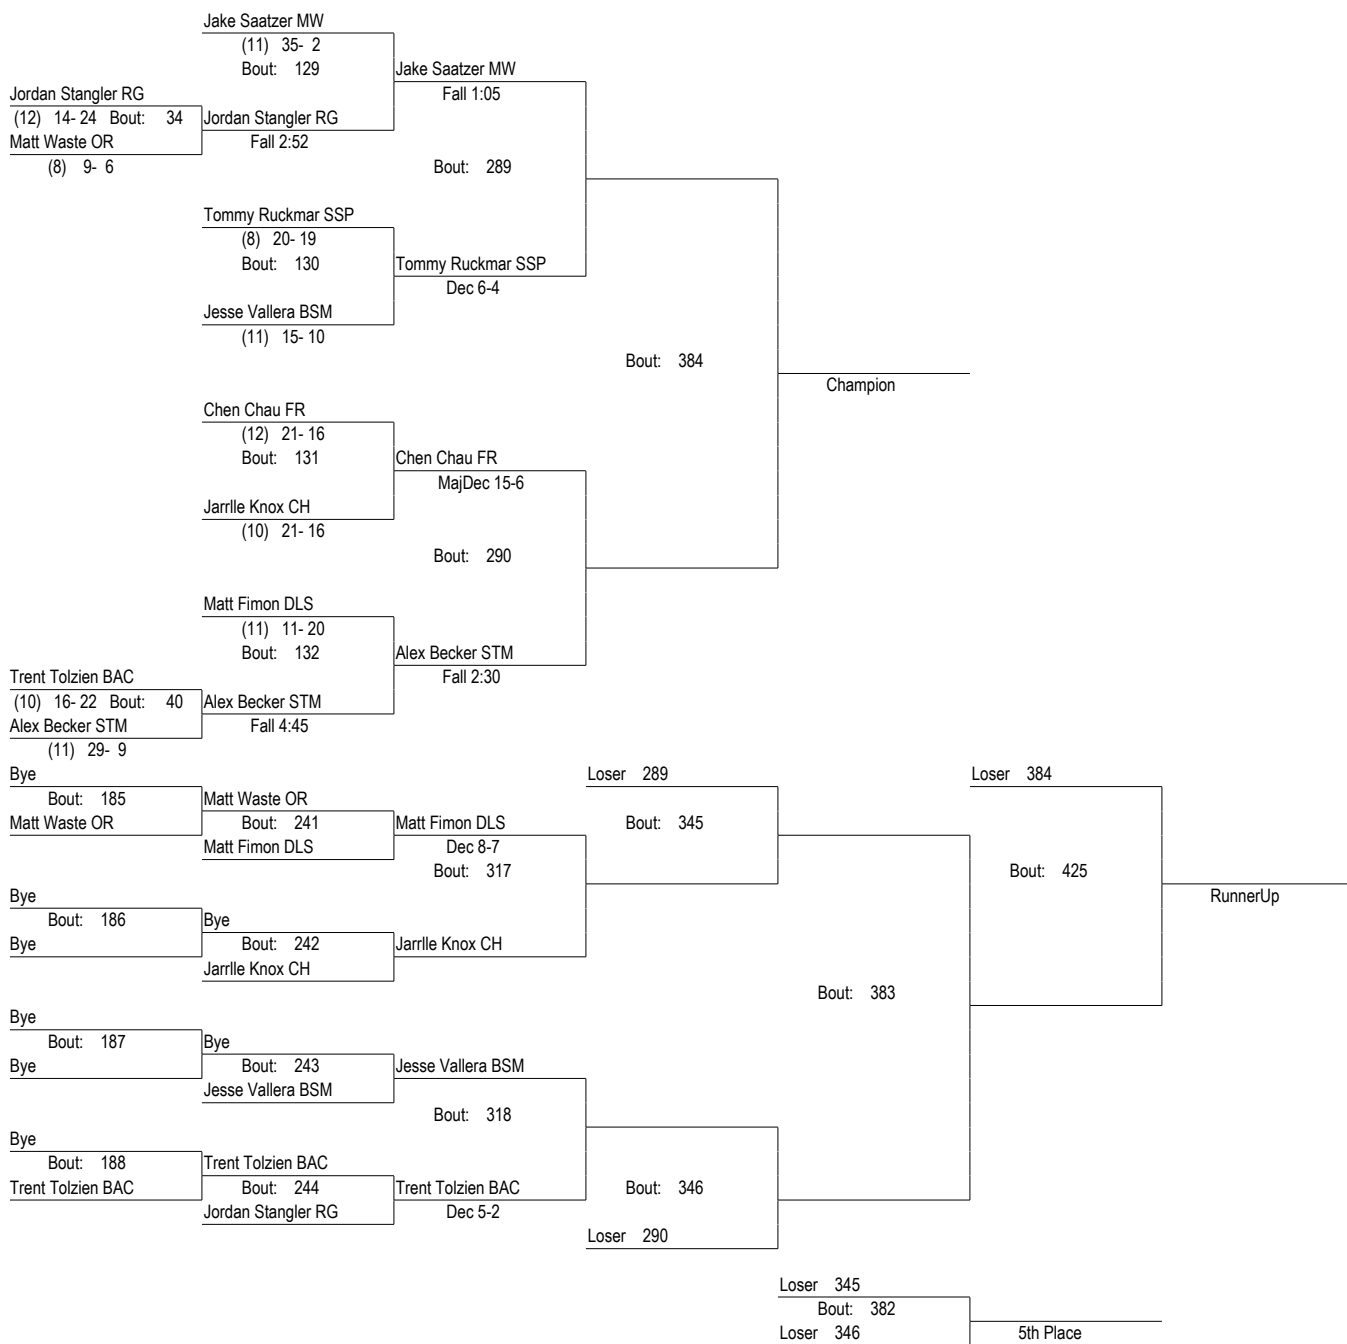 Jake Saatzer MW
(11) 35- 2
Bout: 129
Jake Saatzer MW
Fall 1:05
Jordan Stangler RG
(12) 14- 24 Bout: 34
Jordan Stangler RG
Matt Waste OR
Fall 2:52
(8) 9- 6
Bout: 289
Tommy Ruckmar SSP
(8) 20- 19
Bout: 130
Tommy Ruckmar SSP
Dec 6-4
Jesse Vallera BSM
(11) 15- 10
Bout: 384
Champion
Chen Chau FR
(12) 21- 16
Bout: 131
Chen Chau FR
MajDec 15-6
Jarrlle Knox CH
(10) 21- 16
Bout: 290
Matt Fimon DLS
(11) 11- 20
Bout: 132
Alex Becker STM
Fall 2:30
Trent Tolzien BAC
(10) 16- 22 Bout: 40
Alex Becker STM
Alex Becker STM
Fall 4:45
(11) 29- 9
Bye
Loser 289
Loser 384
Bout: 185
Matt Waste OR
Matt Waste OR
Bout: 241
Matt Fimon DLS
Bout: 345
Matt Fimon DLS
Dec 8-7
Bout: 317
Bout: 425
RunnerUp
Bye
Bout: 186
Bye
Bye
Bout: 242
Jarrlle Knox CH
Jarrlle Knox CH
Bout: 383
Bye
Bout: 187
Bye
Bye
Bout: 243
Jesse Vallera BSM
Jesse Vallera BSM
Bout: 318
Bye
Bout: 188
Trent Tolzien BAC
Trent Tolzien BAC
Bout: 244
Trent Tolzien BAC
Bout: 346
Jordan Stangler RG
Dec 5-2
Loser 290
Loser 345
Bout: 382
Loser 346
5th Place